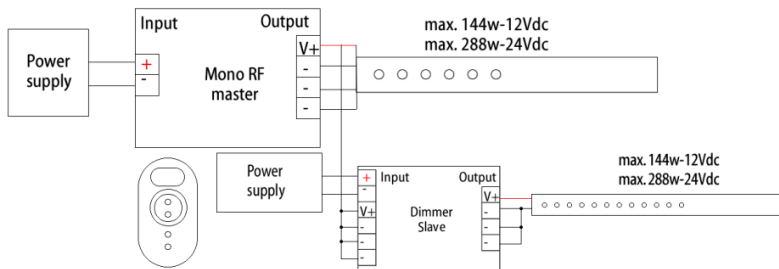 Input
Output
max. 144w-12Vdc
max. 288w-24Vdc
Power
supply
+
-
Mono RF
master
V+
-
-
-
Power
supply
+
-
Input
Output
V+
-
-
-
Dimmer
Slave
V+
-
-
-
max. 144w-12Vdc
max. 288w-24Vdc